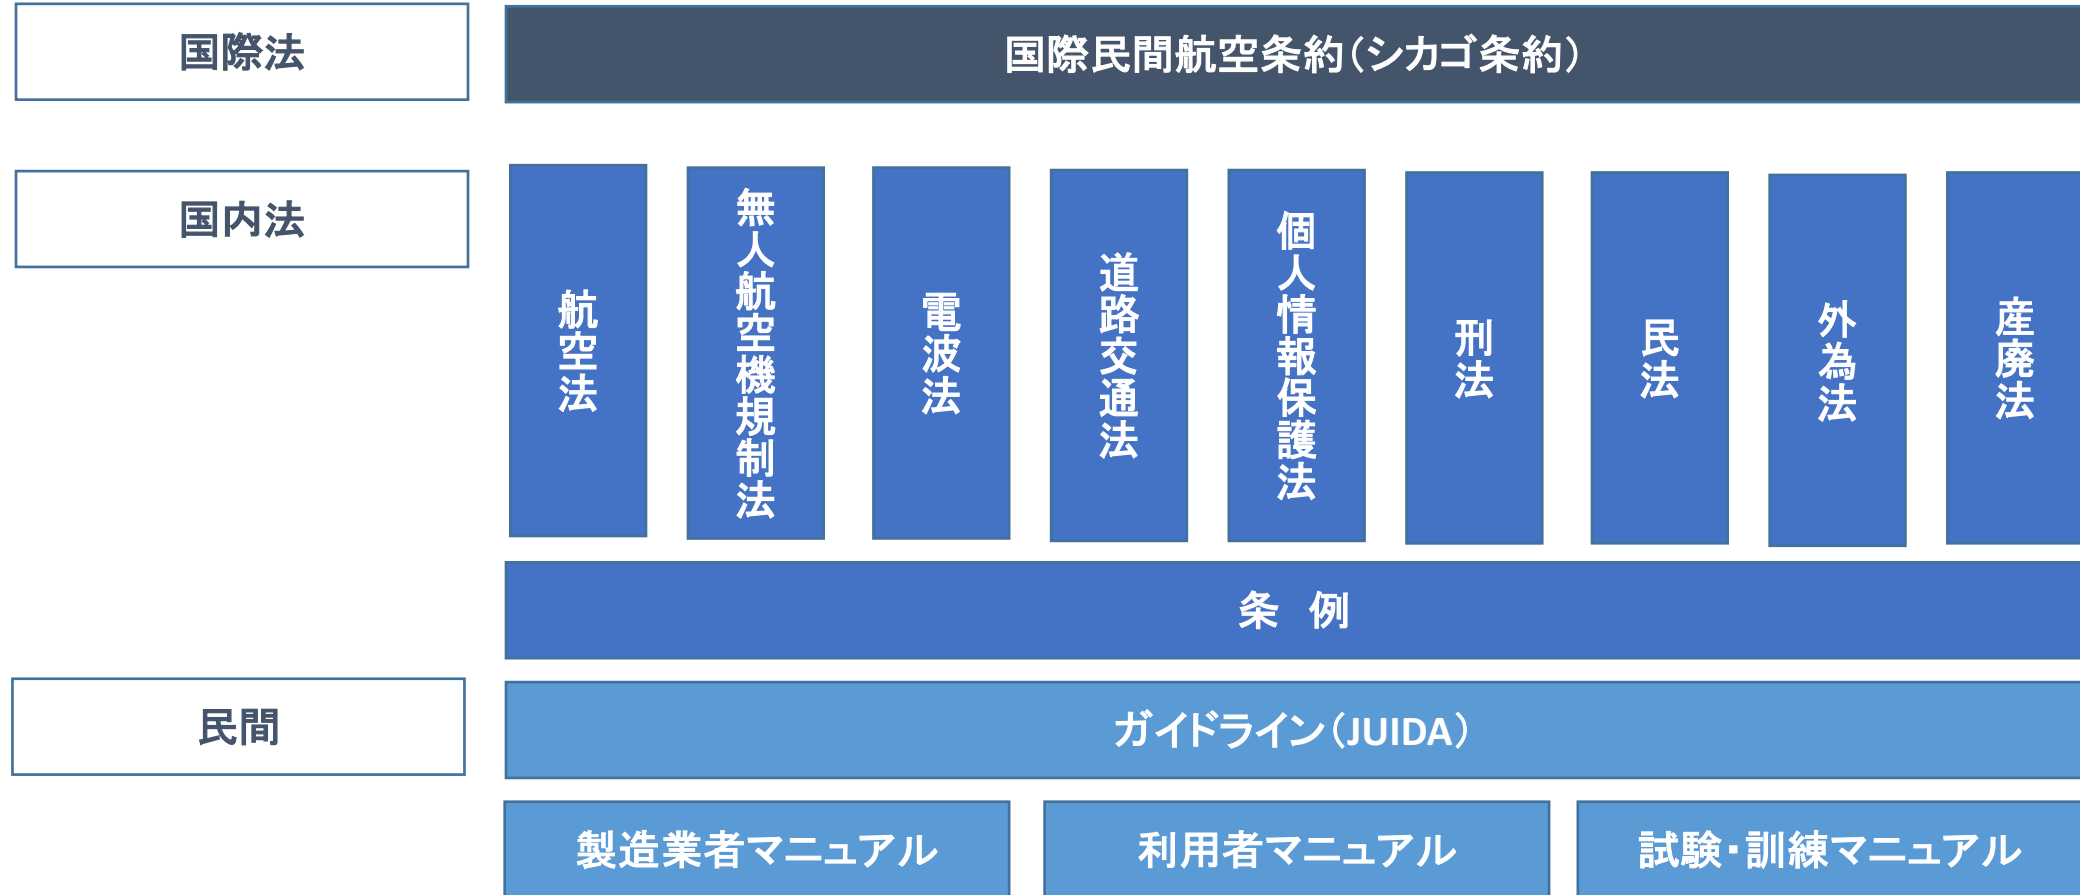 国際法
国際民間航空条約(シカゴ条約)
国内法
航空法
無人航空機規制法
電波法
道路交通法
個人情報保護法
刑法
民法
外為法
産廃法
条　例
民間
ガイドライン(JUIDA)
製造業者マニュアル
利用者マニュアル
試験・訓練マニュアル